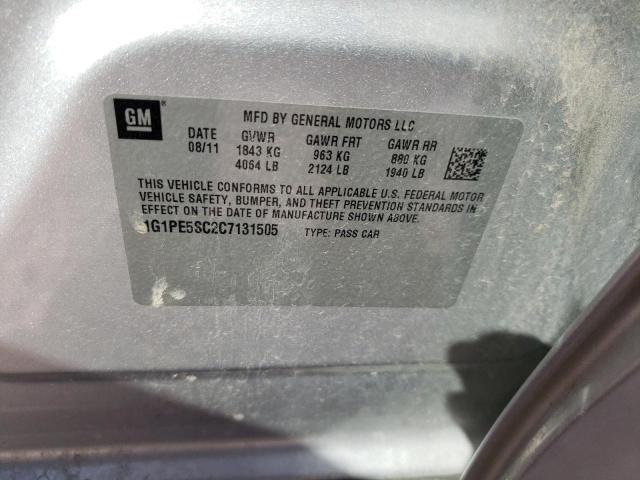 GM ®
MFD BY GENERAL MOTORS LLC
DATE GVWR GAWR FRT GAWR RR
08/11 1843 KG 963 KG 880 KG
4064 LB 2124 LB 1940 LB
THIS VEHICLE CONFORMS TO ALL APPLICABLE U.S. FEDERAL MOTOR
VEHICLE SAFETY, BUMPER, AND THEFT PREVENTION STANDARDS IN
EFFECT ON THE DATE OF MANUFACTURE SHOWN ABOVE.
1G1PE5SC2C7131505 TYPE: PASS CAR